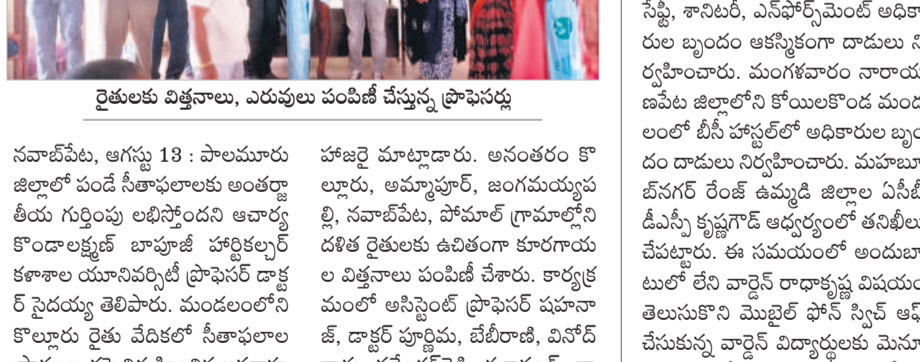 రైతులకు విత్తనాలు, ఎరువులు పంపిణీ చేస్తున్న ప్రొఫెసర్లు
నవాబ్‌పేట, ఆగస్టు 13 : పాలమూరు
జిల్లాలో పండే సీతాఫలాలకు అంతర్జా
తీయ గుర్తింపు లభిస్తోందని ఆచార్య
కొండాలక్ష్మణ్ బాపూజీ హార్టికల్చర్
కళాశాల యూనివర్సిటీ ప్రొఫెసర్ డాక్ట
ర్ సైదయ్య తెలిపారు. మండలంలోని
కొల్లూరు రైతు వేదికలో సీతాఫలాల
హాజరై మాట్లాడారు. అనంతరం కొ
ల్లూరు, అమ్మాపూర్, జంగమయ్యప
ల్లి, నవాబ్‌పేట, పోమాల్ గ్రామాల్లోని
దళిత రైతులకు ఉచితంగా కూరగాయ
ల విత్తనాలు పంపిణీ చేశారు. కార్యక్ర
మంలో అసిస్టెంట్ ప్రొఫెసర్ షహనా
జ్, డాక్టర్ పూర్ణిమ, బేబీరాణి, వినోద్
సేఫ్టీ, శానిటరీ, ఎన్‌ఫోర్స్‌మెంట్ అధికా
రుల బృందం ఆకస్మికంగా దాడులు ని
ర్వహించారు. మంగళవారం నారాయ
ణపేట జిల్లాలోని కోయిలకొండ మండ
లంలో బీసీ హాస్టల్‌లో అధికారుల బృం
దం దాడులు నిర్వహించారు. మహబూ
బ్‌నగర్ రేంజ్ ఉమ్మడి జిల్లాల ఏసీబీ
డీఎస్పీ కృష్ణగౌడ్ ఆధ్వర్యంలో తనిఖీలు
చేపట్టారు. ఈ సమయంలో అందుబా
టులో లేని వార్డెన్ రాధాకృష్ణ విషయం
తెలుసుకొని మొబైల్ ఫోన్ స్విచ్ ఆఫ్
చేసుకున్న వార్డెన్ విద్యార్థులకు మెనూ